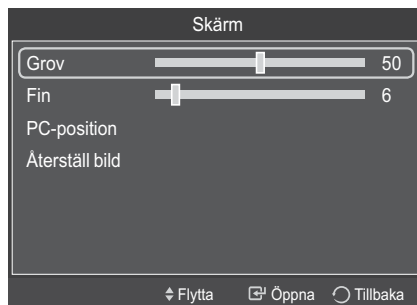 Skärm
Grov 50
Fin 6
PC-position
Återställ bild
Flytta Öppna Tillbaka